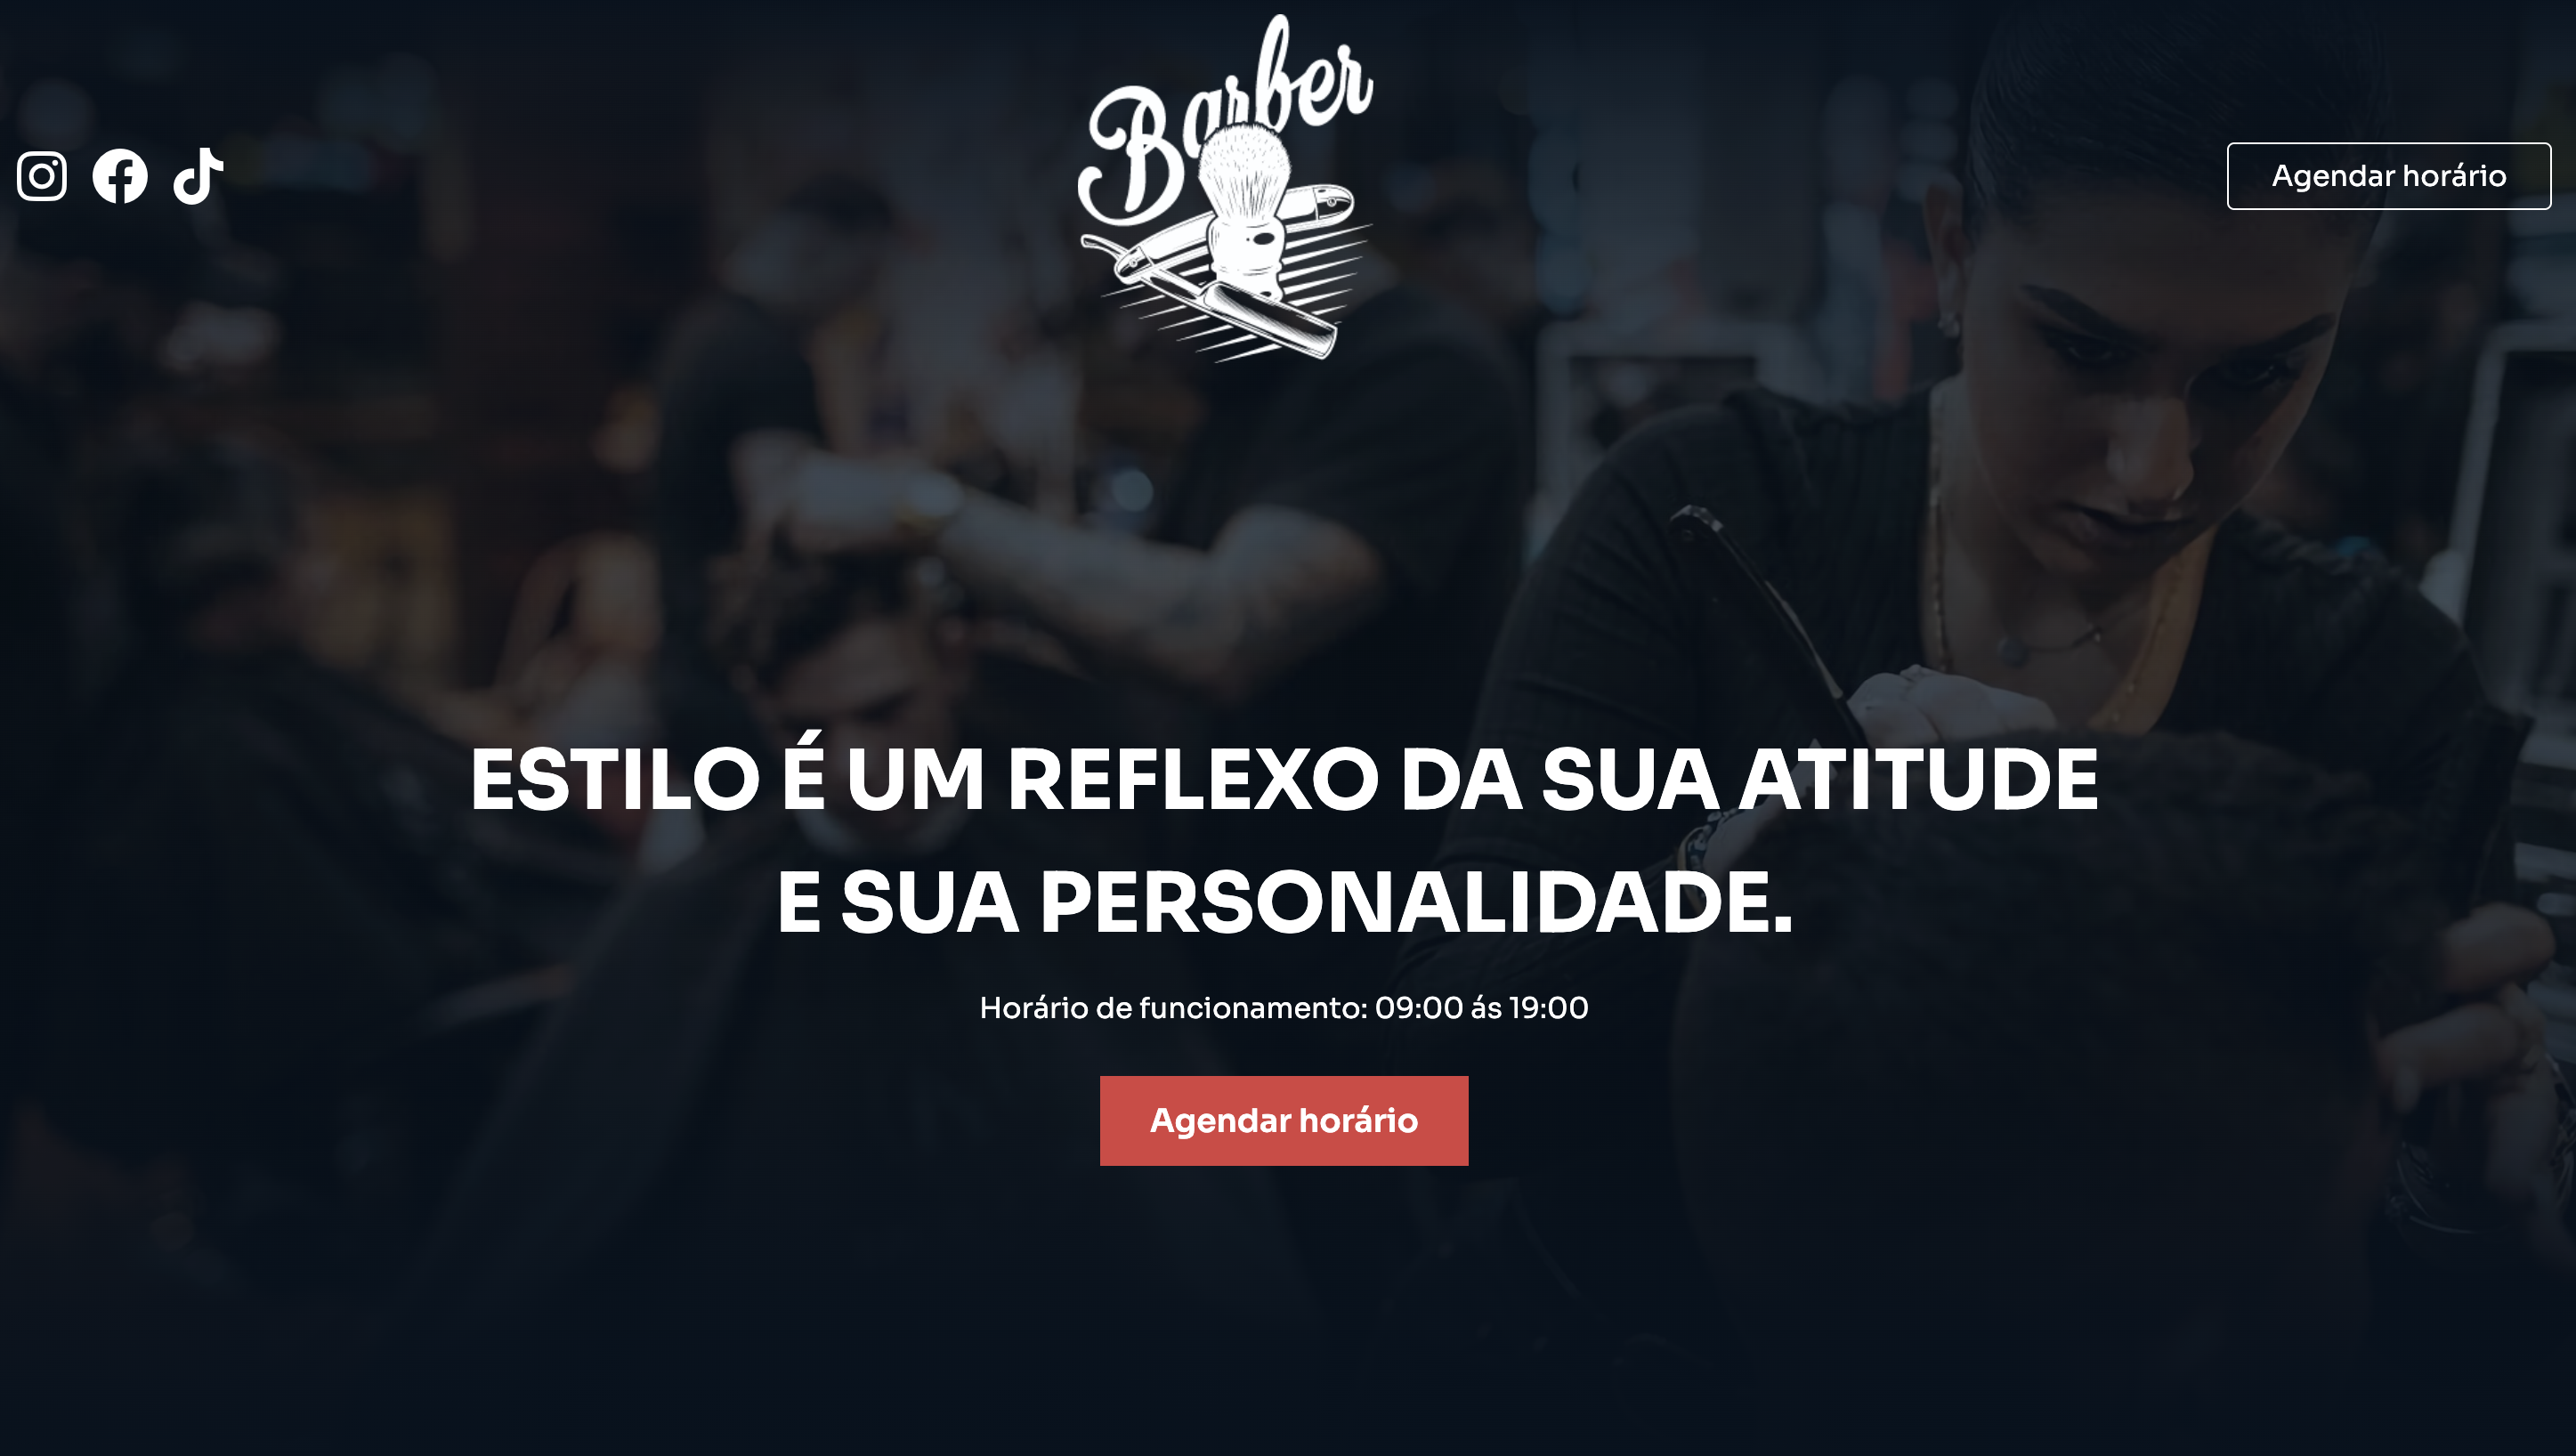 Barber
Agendar horário
ESTILO É UM REFLEXO DA SUA ATITUDE
E SUA PERSONALIDADE.
Horário de funcionamento: 09:00 ás 19:00
Agendar horário